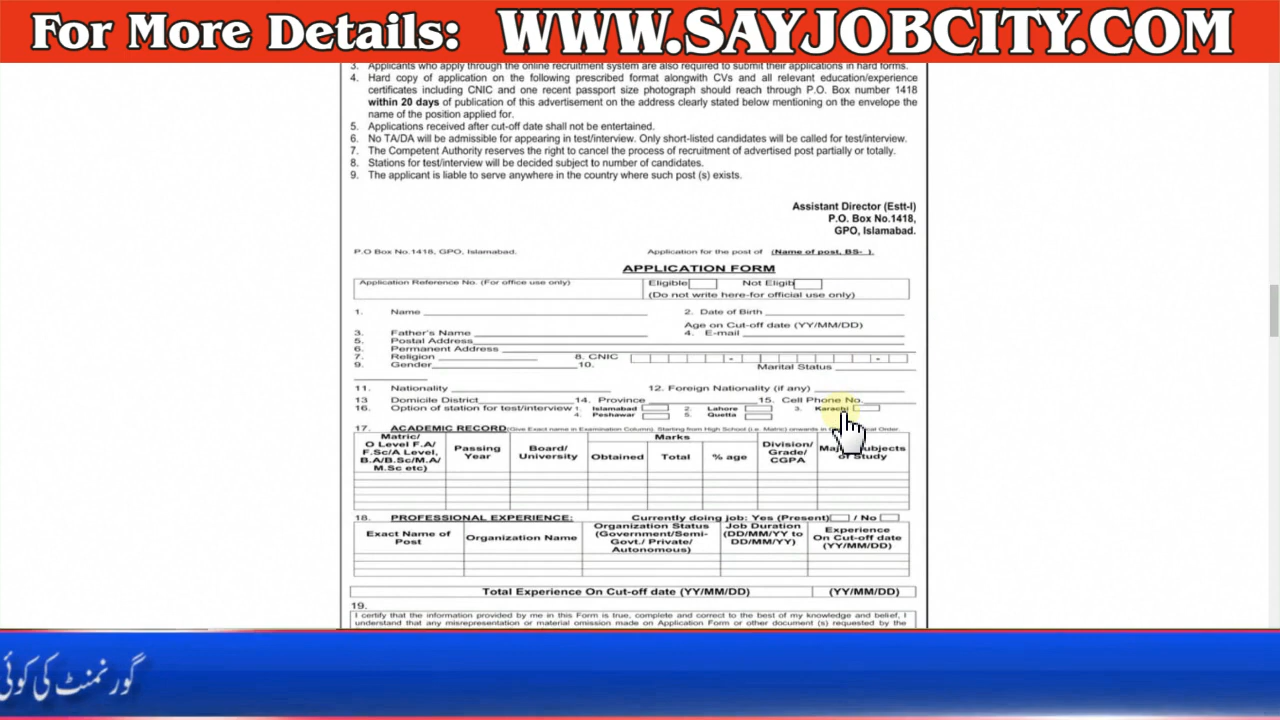 For More Details: WWW.SAYJOBCITY.COM
3. Applicants who apply through the online recruitment system are also required to submit their applications in hard forms.
4. Hard copy of application on the following prescribed format alongwith CVs and all relevant education/experience
certificates including CNIC and one recent passport size photograph should reach through P.O. Box number 1418
within 20 days of publication of this advertisement on the address clearly stated below mentioning on the envelope the
name of the position applied for.
5. Applications received after cut-off date shall not be entertained.
6. No TA/DA will be admissible for appearing in test/interview. Only short-listed candidates will be called for test/interview.
7. The Competent Authority reserves the right to cancel the process of recruitment of advertised post partially or totally.
8. Stations for test/interview will be decided subject to number of candidates.
9. The applicant is liable to serve anywhere in the country where such post (s) exists.
Assistant Director (Estt-I)
P.O. Box No.1418,
GPO, Islamabad.
P.O Box No.1418, GPO, Islamabad. Application for the post of (Name of post, BS- ).
APPLICATION FORM
Application Reference No. (For office use only) Eligible Not Eligib
(Do not write here-for official use only)
1. Name 2. Date of Birth
Age on Cut-off date (YY/MM/DD)
3. Father's Name 4. E-mail
5. Postal Address
6. Permanent Address
7. Religion 8. CNIC - -
9. Gender 10. Marital Status
11. Nationality 12. Foreign Nationality (if any)
13 Domicile District 14. Province 15. Cell Phone No.
16. Option of station for test/interview 1. Islamabad 2. Lahore 3. Karachi
4. Peshawar 5. Quetta
17. ACADEMIC RECORD(Give Exact name in Examination Column). Starting from High School (i.e. Matric) onwards in Order.
Matric/ O Level F.A/ F.Sc/A Level, B.A/B.Sc/M.A/ M.Sc etc) Passing Year Board/ University Marks Obtained Total % age Division/ Grade/ CGPA Subjects of Study
18. PROFESSIONAL EXPERIENCE: Currently doing job: Yes (Present) / No
Exact Name of Post Organization Name Organization Status (Government/Semi-Govt./ Private/ Autonomous) Job Duration (DD/MM/YY to DD/MM/YY) Experience On Cut-off date (YY/MM/DD)
Total Experience On Cut-off date (YY/MM/DD) (YY/MM/DD)
19.
I certify that the information provided by me in this Form is true, complete and correct to the best of my knowledge and belief, I
understand that any misrepresentation or material omission made on Application Form or other document (s) requested by the
گورنمنٹ کی کوئی